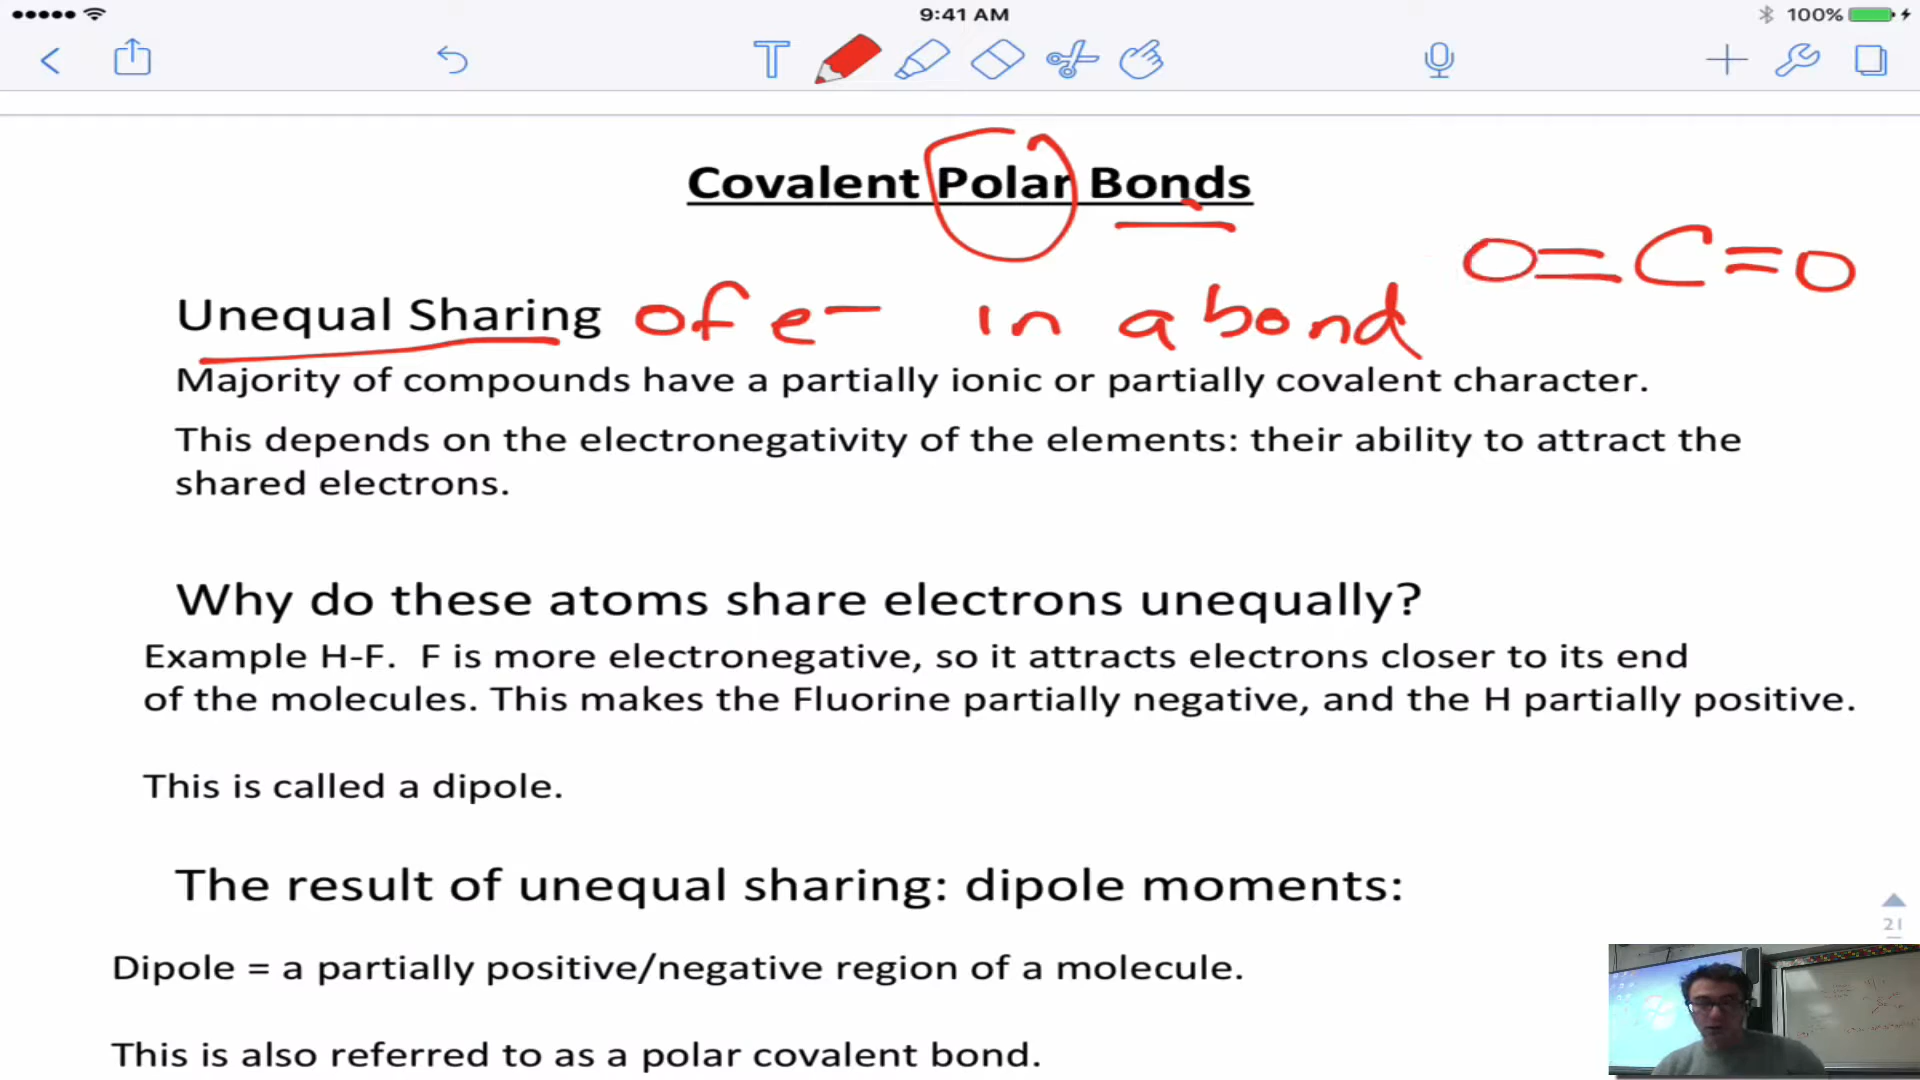 9:41 AM
100%
T
Covalent Polar Bonds
O=C=O
Unequal Sharing of e- in a bond
Majority of compounds have a partially ionic or partially covalent character.
This depends on the electronegativity of the elements: their ability to attract the
shared electrons.
Why do these atoms share electrons unequally?
Example H-F.  F is more electronegative, so it attracts electrons closer to its end
of the molecules. This makes the Fluorine partially negative, and the H partially positive.
This is called a dipole.
The result of unequal sharing: dipole moments:
21
Dipole = a partially positive/negative region of a molecule.
This is also referred to as a polar covalent bond.